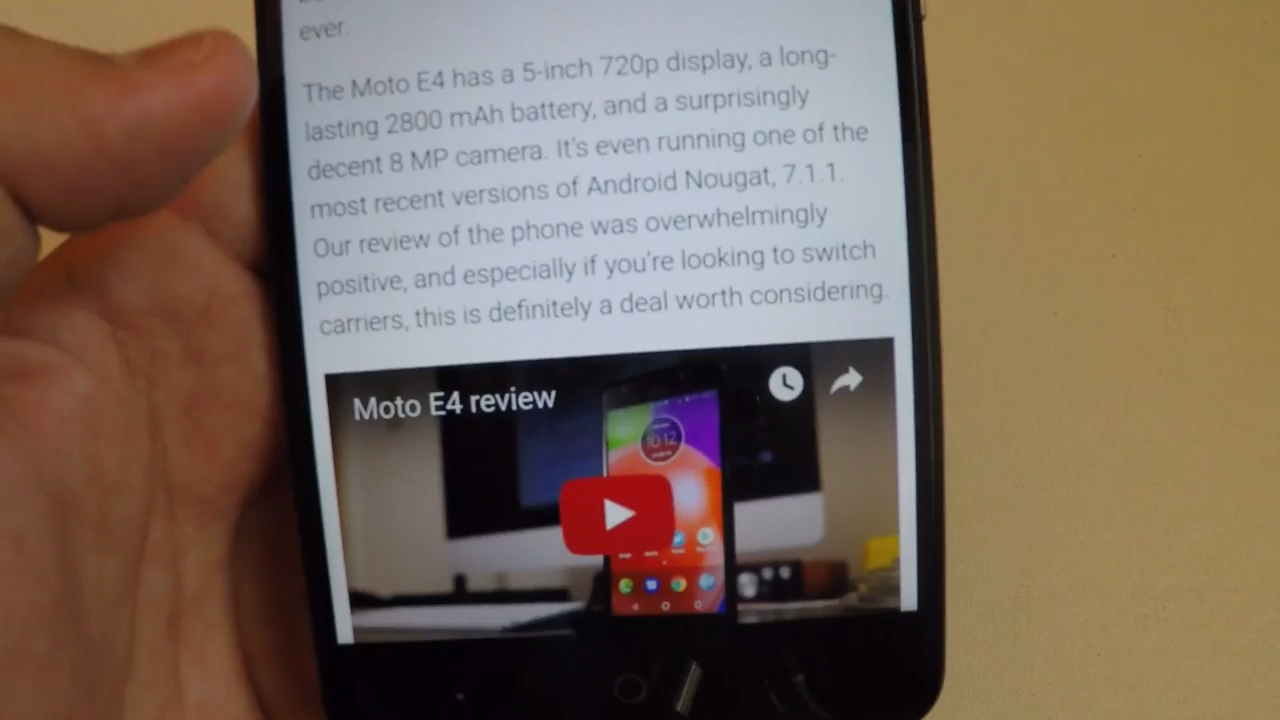 ever.
The Moto E4 has a 5-inch 720p display, a long-
lasting 2800 mAh battery, and a surprisingly
decent 8 MP camera. It's even running one of the
most recent versions of Android Nougat, 7.1.1.
Our review of the phone was overwhelmingly
positive, and especially if you're looking to switch
carriers, this is definitely a deal worth considering.
Moto E4 review
10:12